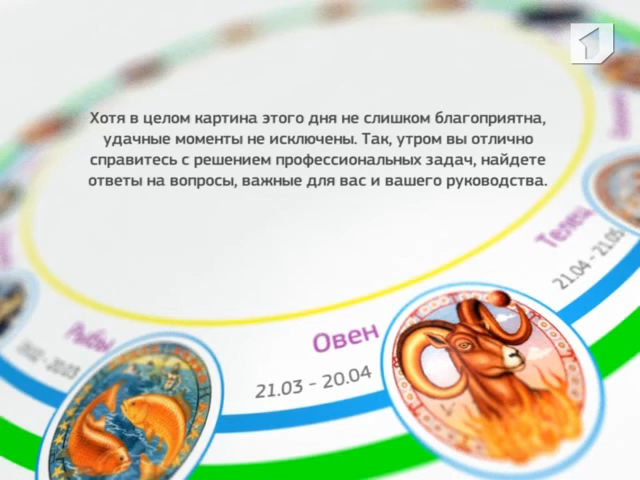 Хотя в целом картина этого дня не слишком благоприятна,
удачные моменты не исключены. Так, утром вы отлично
справитесь с решением профессиональных задач, найдете
ответы на вопросы, важные для вас и вашего руководства.
Телец
21.04 - 21.05
Овен
21.03 - 20.04
Рыбы